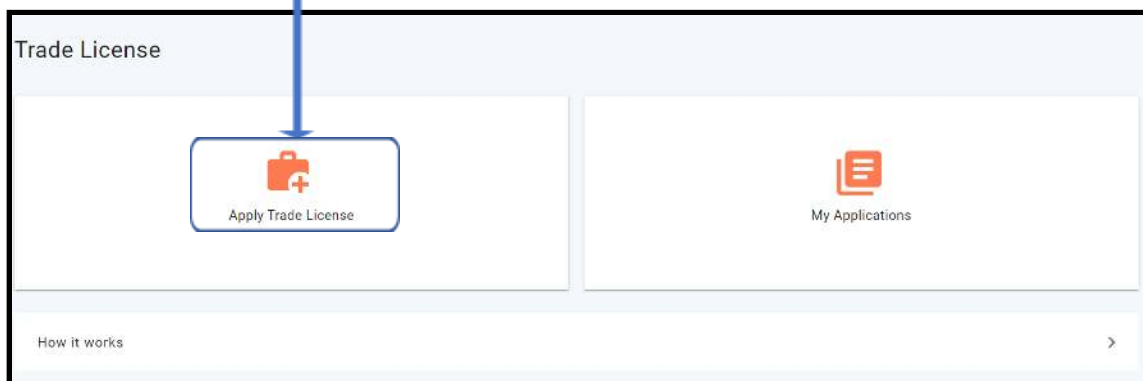 Trade License
Apply Trade License
My Applications
How it works